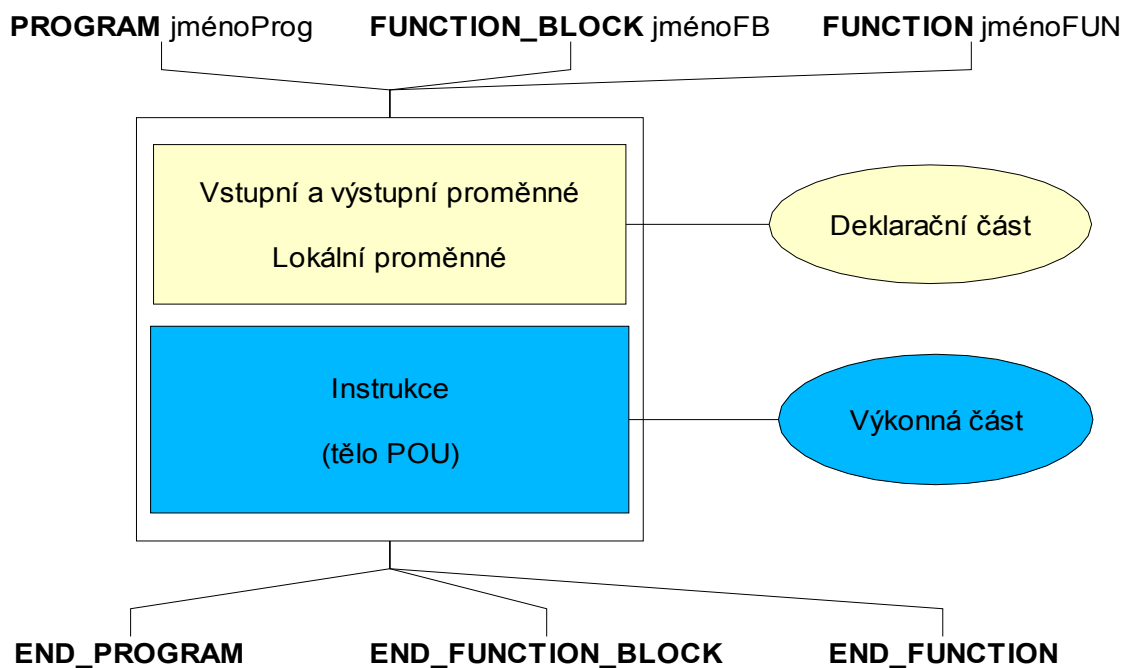 PROGRAM jménoProg FUNCTION_BLOCK jménoFB FUNCTION jménoFUN
Vstupní a výstupní proměnné
Lokální proměnné
Deklarační část
Instrukce
(tělo POU)
Výkonná část
END_PROGRAM END_FUNCTION_BLOCK END_FUNCTION